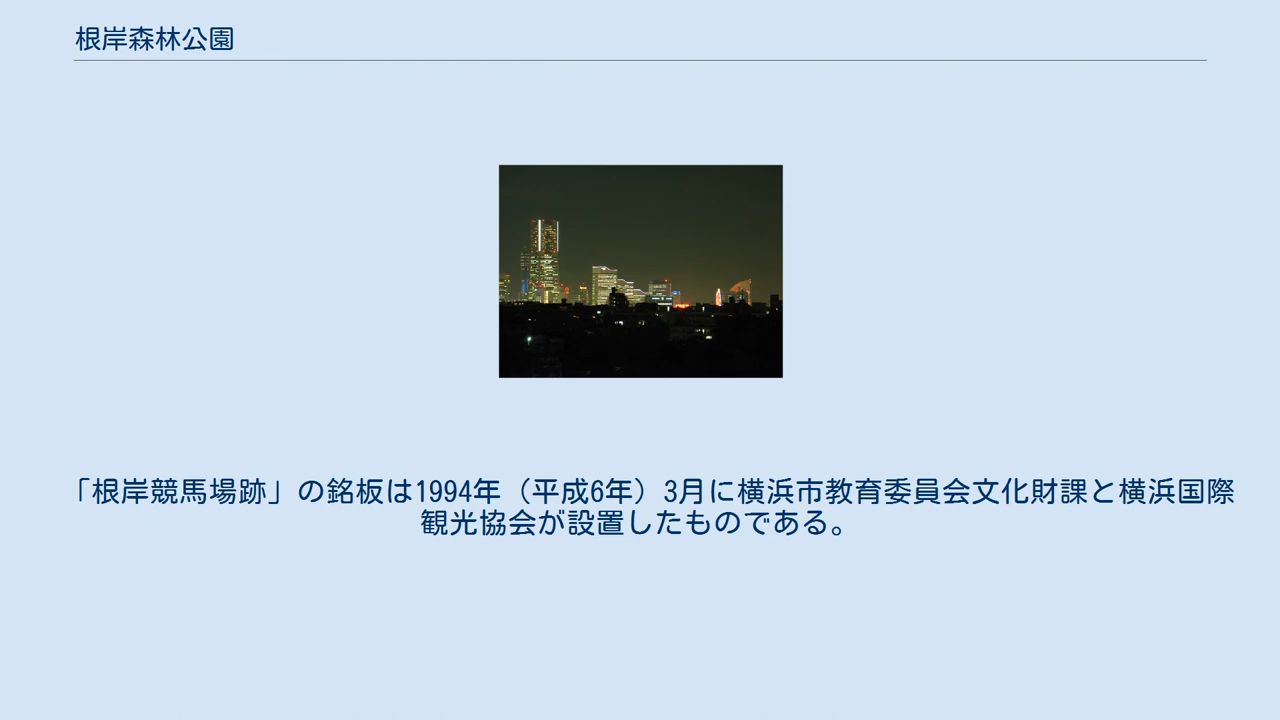 根岸森林公園
「根岸競馬場跡」の銘板は1994年（平成6年）3月に横浜市教育委員会文化財課と横浜国際
観光協会が設置したものである。